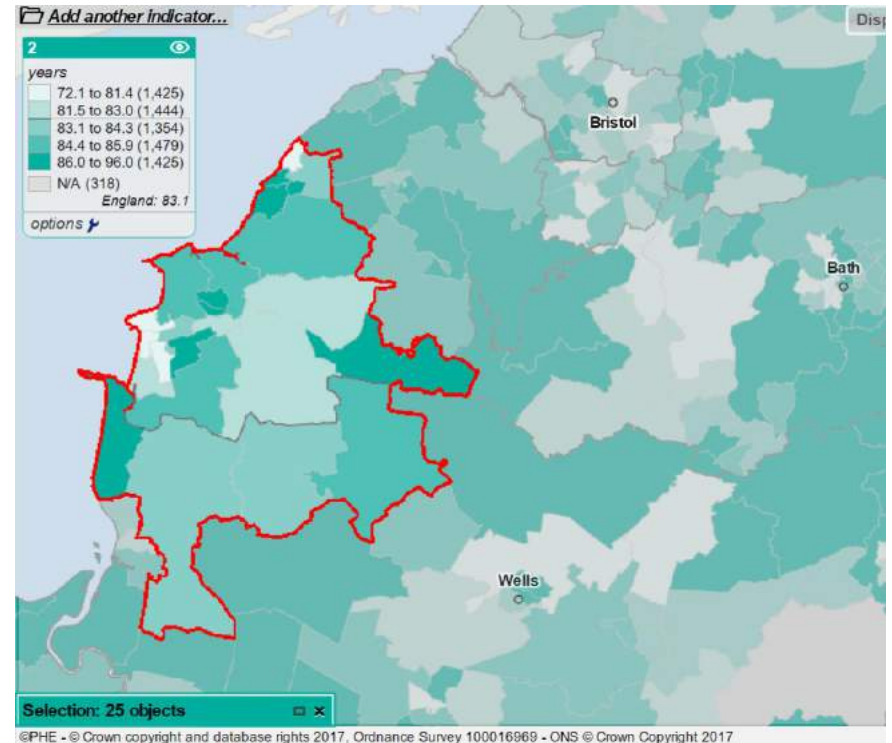 Add another indicator...
Disp
2
years
72.1 to 81.4 (1,425)
81.5 to 83.0 (1,444)
83.1 to 84.3 (1,354)
84.4 to 85.9 (1,479)
86.0 to 96.0 (1,425)
N/A (318)
England: 83.1
options
Bristol
Bath
Wells
Selection: 25 objects
©PHE - © Crown copyright and database rights 2017, Ordnance Survey 100016969 - ONS © Crown Copyright 2017